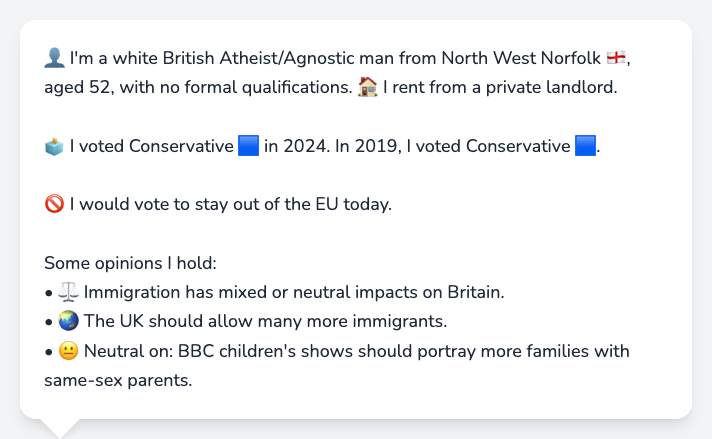 👤 I'm a white British Atheist/Agnostic man from North West Norfolk 🏴󠁧󠁢󠁥󠁮󠁧󠁿,
aged 52, with no formal qualifications. 🏠 I rent from a private landlord.
🗳️ I voted Conservative 🟦 in 2024. In 2019, I voted Conservative 🟦.
🚫 I would vote to stay out of the EU today.
Some opinions I hold:
• ⚖️ Immigration has mixed or neutral impacts on Britain.
• 🌏 The UK should allow many more immigrants.
• 😐 Neutral on: BBC children's shows should portray more families with
same-sex parents.